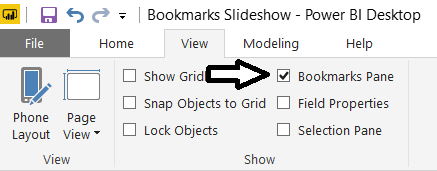 Bookmarks Slideshow - Power BI Desktop
File Home View Modeling Help
Show Grid
Bookmarks Pane
Snap Objects to Grid
Field Properties
Lock Objects
Selection Pane
Phone Layout
Page View
View
Show